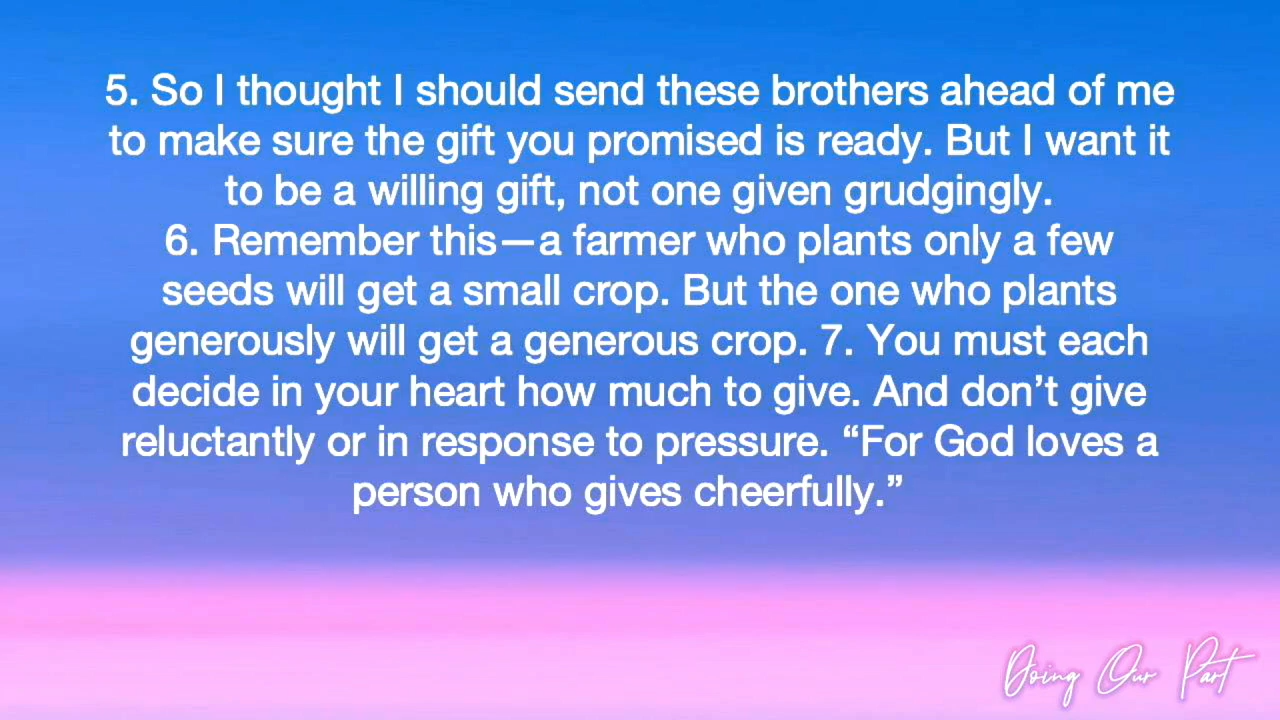 5. So I thought I should send these brothers ahead of me
to make sure the gift you promised is ready. But I want it
to be a willing gift, not one given grudgingly.
6. Remember this—a farmer who plants only a few
seeds will get a small crop. But the one who plants
generously will get a generous crop. 7. You must each
decide in your heart how much to give. And don’t give
reluctantly or in response to pressure. “For God loves a
person who gives cheerfully.”
Doing Our Part